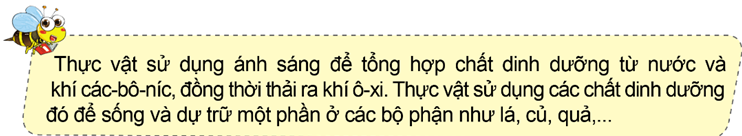 Thực vật sử dụng ánh sáng để tổng hợp chất dinh dưỡng từ nước và
khí các-bô-níc, đồng thời thải ra khí ô-xi. Thực vật sử dụng các chất dinh dưỡng
đó để sống và dự trữ một phần ở các bộ phận như lá, củ, quả,...